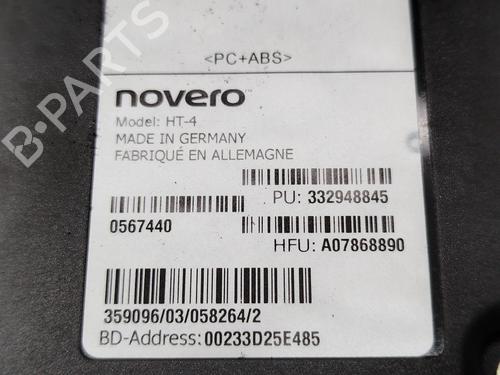 <PC+ABS>
novero
Model: HT-4
MADE IN GERMANY
FABRIQUÉ EN ALLEMAGNE
PU: 332948845
0567440
HFU: A07868890
359096/03/058264/2
BD-Address: 00233D25E485
B-PARTS